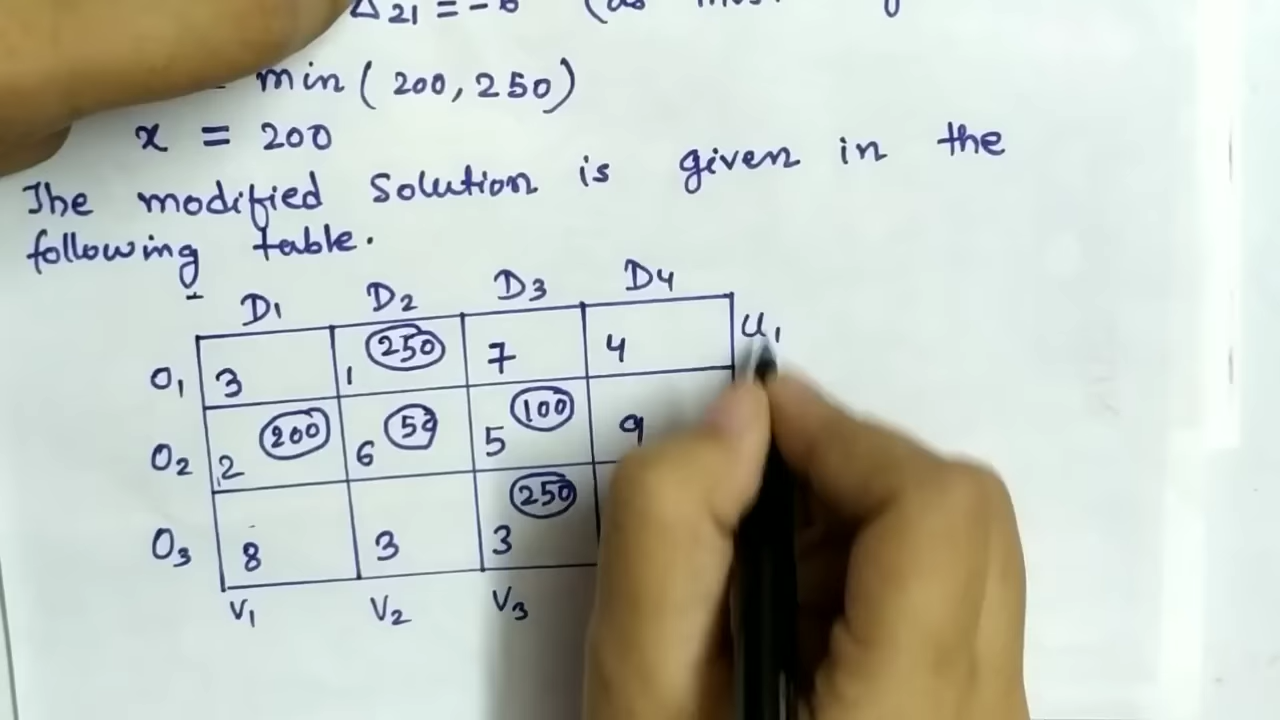 Δ21 = -
min ( 200, 250 )
x = 200
The modified Solution is given in the
following table.
D1 D2 D3 D4
O1 3 1 250 7 4 U1
O2 2 200 6 50 5 100 9
O3 8 3 3 250
V1 V2 V3